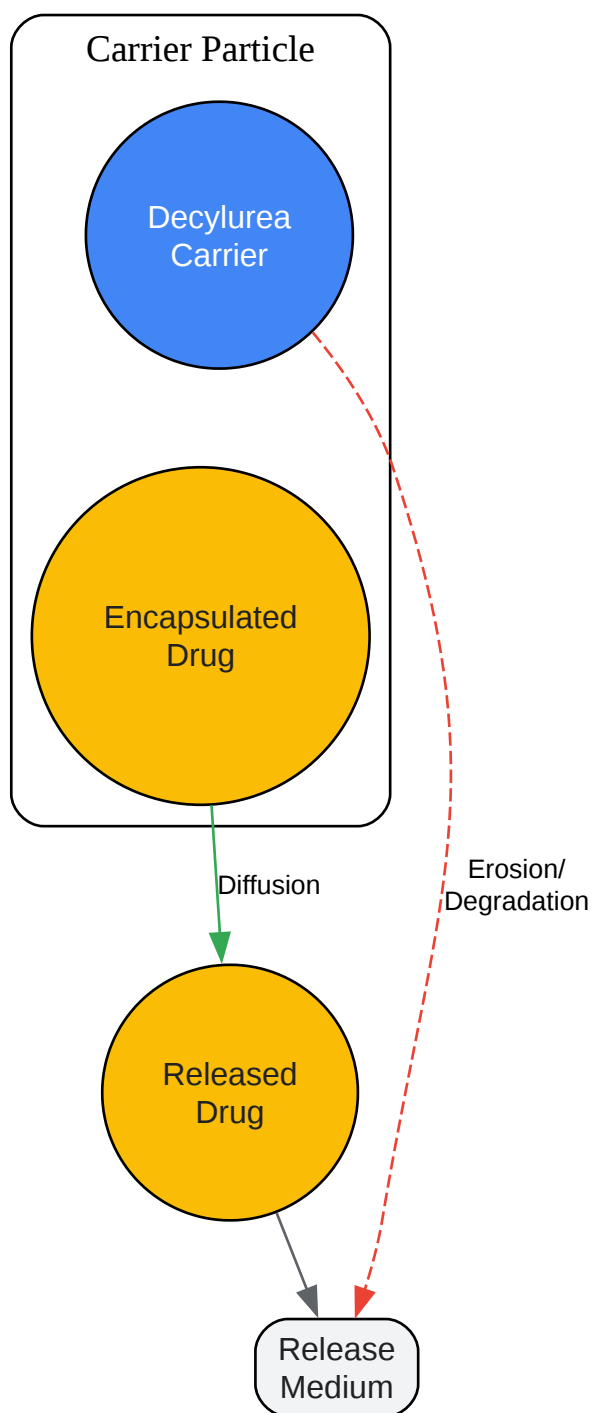 Carrier Particle
Decylurea
Carrier
Encapsulated
Drug
Diffusion
Erosion/
Degradation
Released
Drug
Release
Medium